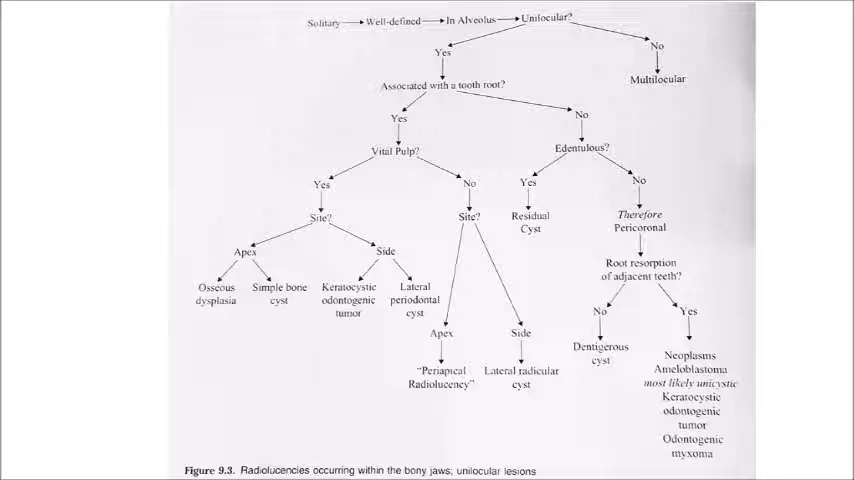 Solitary Well-defined In Alveolus Unilocular?
Yes
No
Multilocular
Associated with a tooth root?
Yes
No
Vital Pulp?
Edentulous?
Yes
No
Yes
No
Site?
Site?
Residual
Cyst
Therefore
Pericoronal
Apex
Side
Root resorption
of adjacent teeth?
Osseous
dysplasia
Simple bone
cyst
Keratocystic
odontogenic
tumor
Lateral
periodontal
cyst
No
Yes
Apex
Side
Dentigerous
cyst
"Periapical
Radiolucency"
Lateral radicular
cyst
Neoplasms
Ameloblastoma
most likely unicystic
Keratocystic
odontogenic
tumor
Odontogenic
myxoma
Figure 9.3. Radiolucencies occurring within the bony jaws; unilocular lesions